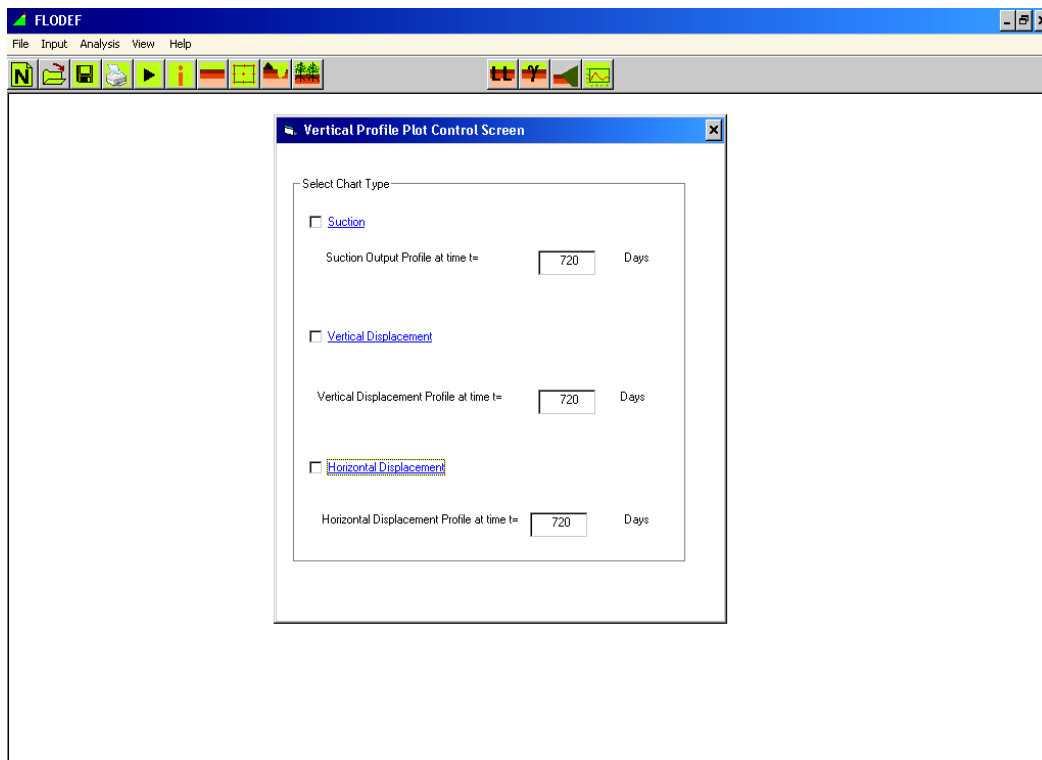 FLODEF
File Input Analysis View Help
N
Vertical Profile Plot Control Screen
Select Chart Type
Suction
Suction Output Profile at time t= 720 Days
Vertical Displacement
Vertical Displacement Profile at time t= 720 Days
Horizontal Displacement
Horizontal Displacement Profile at time t= 720 Days